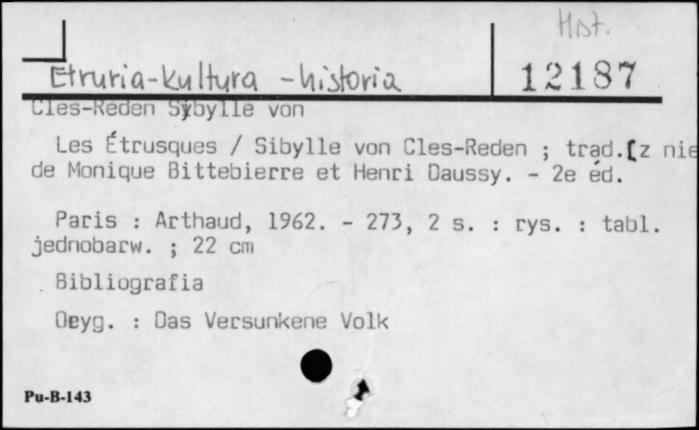 Hist.
Etruria-kultura - historia 12187
Cles-Reden Sybylle von
Les Étrusques / Sibylle von Cles-Reden ; trad.[z nie
de Monique Bittebierre et Henri Daussy. - 2e éd.
Paris : Arthaud, 1962. - 273, 2 s. : rys. : tabl.
jednobarw. ; 22 cm
Bibliografia
Oryg. : Das Versunkene Volk
Pu-B-143